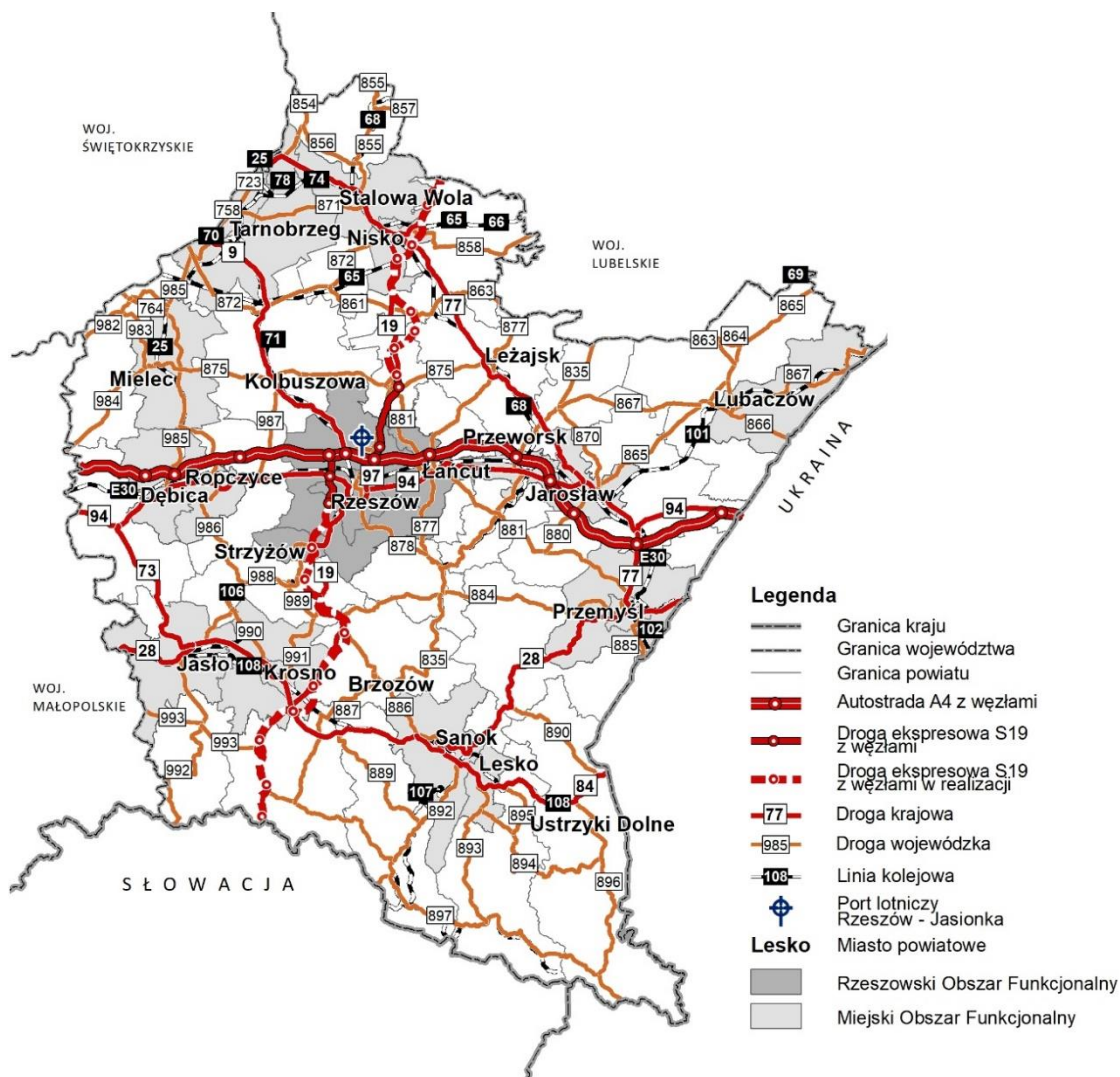 855
854
857
68
WOJ.
ŚWIĘTOKRZYSKIE
856
855
25
78
74
723
Stalowa Wola
758
871
65
66
Tarnobrzeg
70
9
Nisko
858
WOJ.
LUBELSKIE
872
65
69
985
872
861
863
865
764
77
982
983
19
877
863
864
25
71
Leżajsk
875
875
835
867
Mielec
Kolbuszowa
984
987
881
68
867
Lubaczów
866
985
870
101
Przeworsk
865
97
Łańcut
94
Ropczyce
E30
Dębica
Rzeszów
Jarosław
94
94
986
877
881
880
878
E30
Strzyżów
73
988
19
77
UKRAINA
106
989
884
Przemyśl
102
990
885
28
991
835
28
Jasło
108
Krosno
Brzozów
WOJ.
MAŁOPOLSKIE
993
887
886
993
Sanok
890
992
889
Lesko
84
107
892
108
895
Ustrzyki Dolne
893
894
896
SŁOWACJA
897
Legenda
Granica kraju
Granica województwa
Granica powiatu
Autostrada A4 z węzłami
Droga ekspresowa S19
z węzłami
Droga ekspresowa S19
z węzłami w realizacji
77 Droga krajowa
985 Droga wojewódzka
108 Linia kolejowa
Port lotniczy
Rzeszów - Jasionka
Lesko Miasto powiatowe
Rzeszowski Obszar Funkcjonalny
Miejski Obszar Funkcjonalny